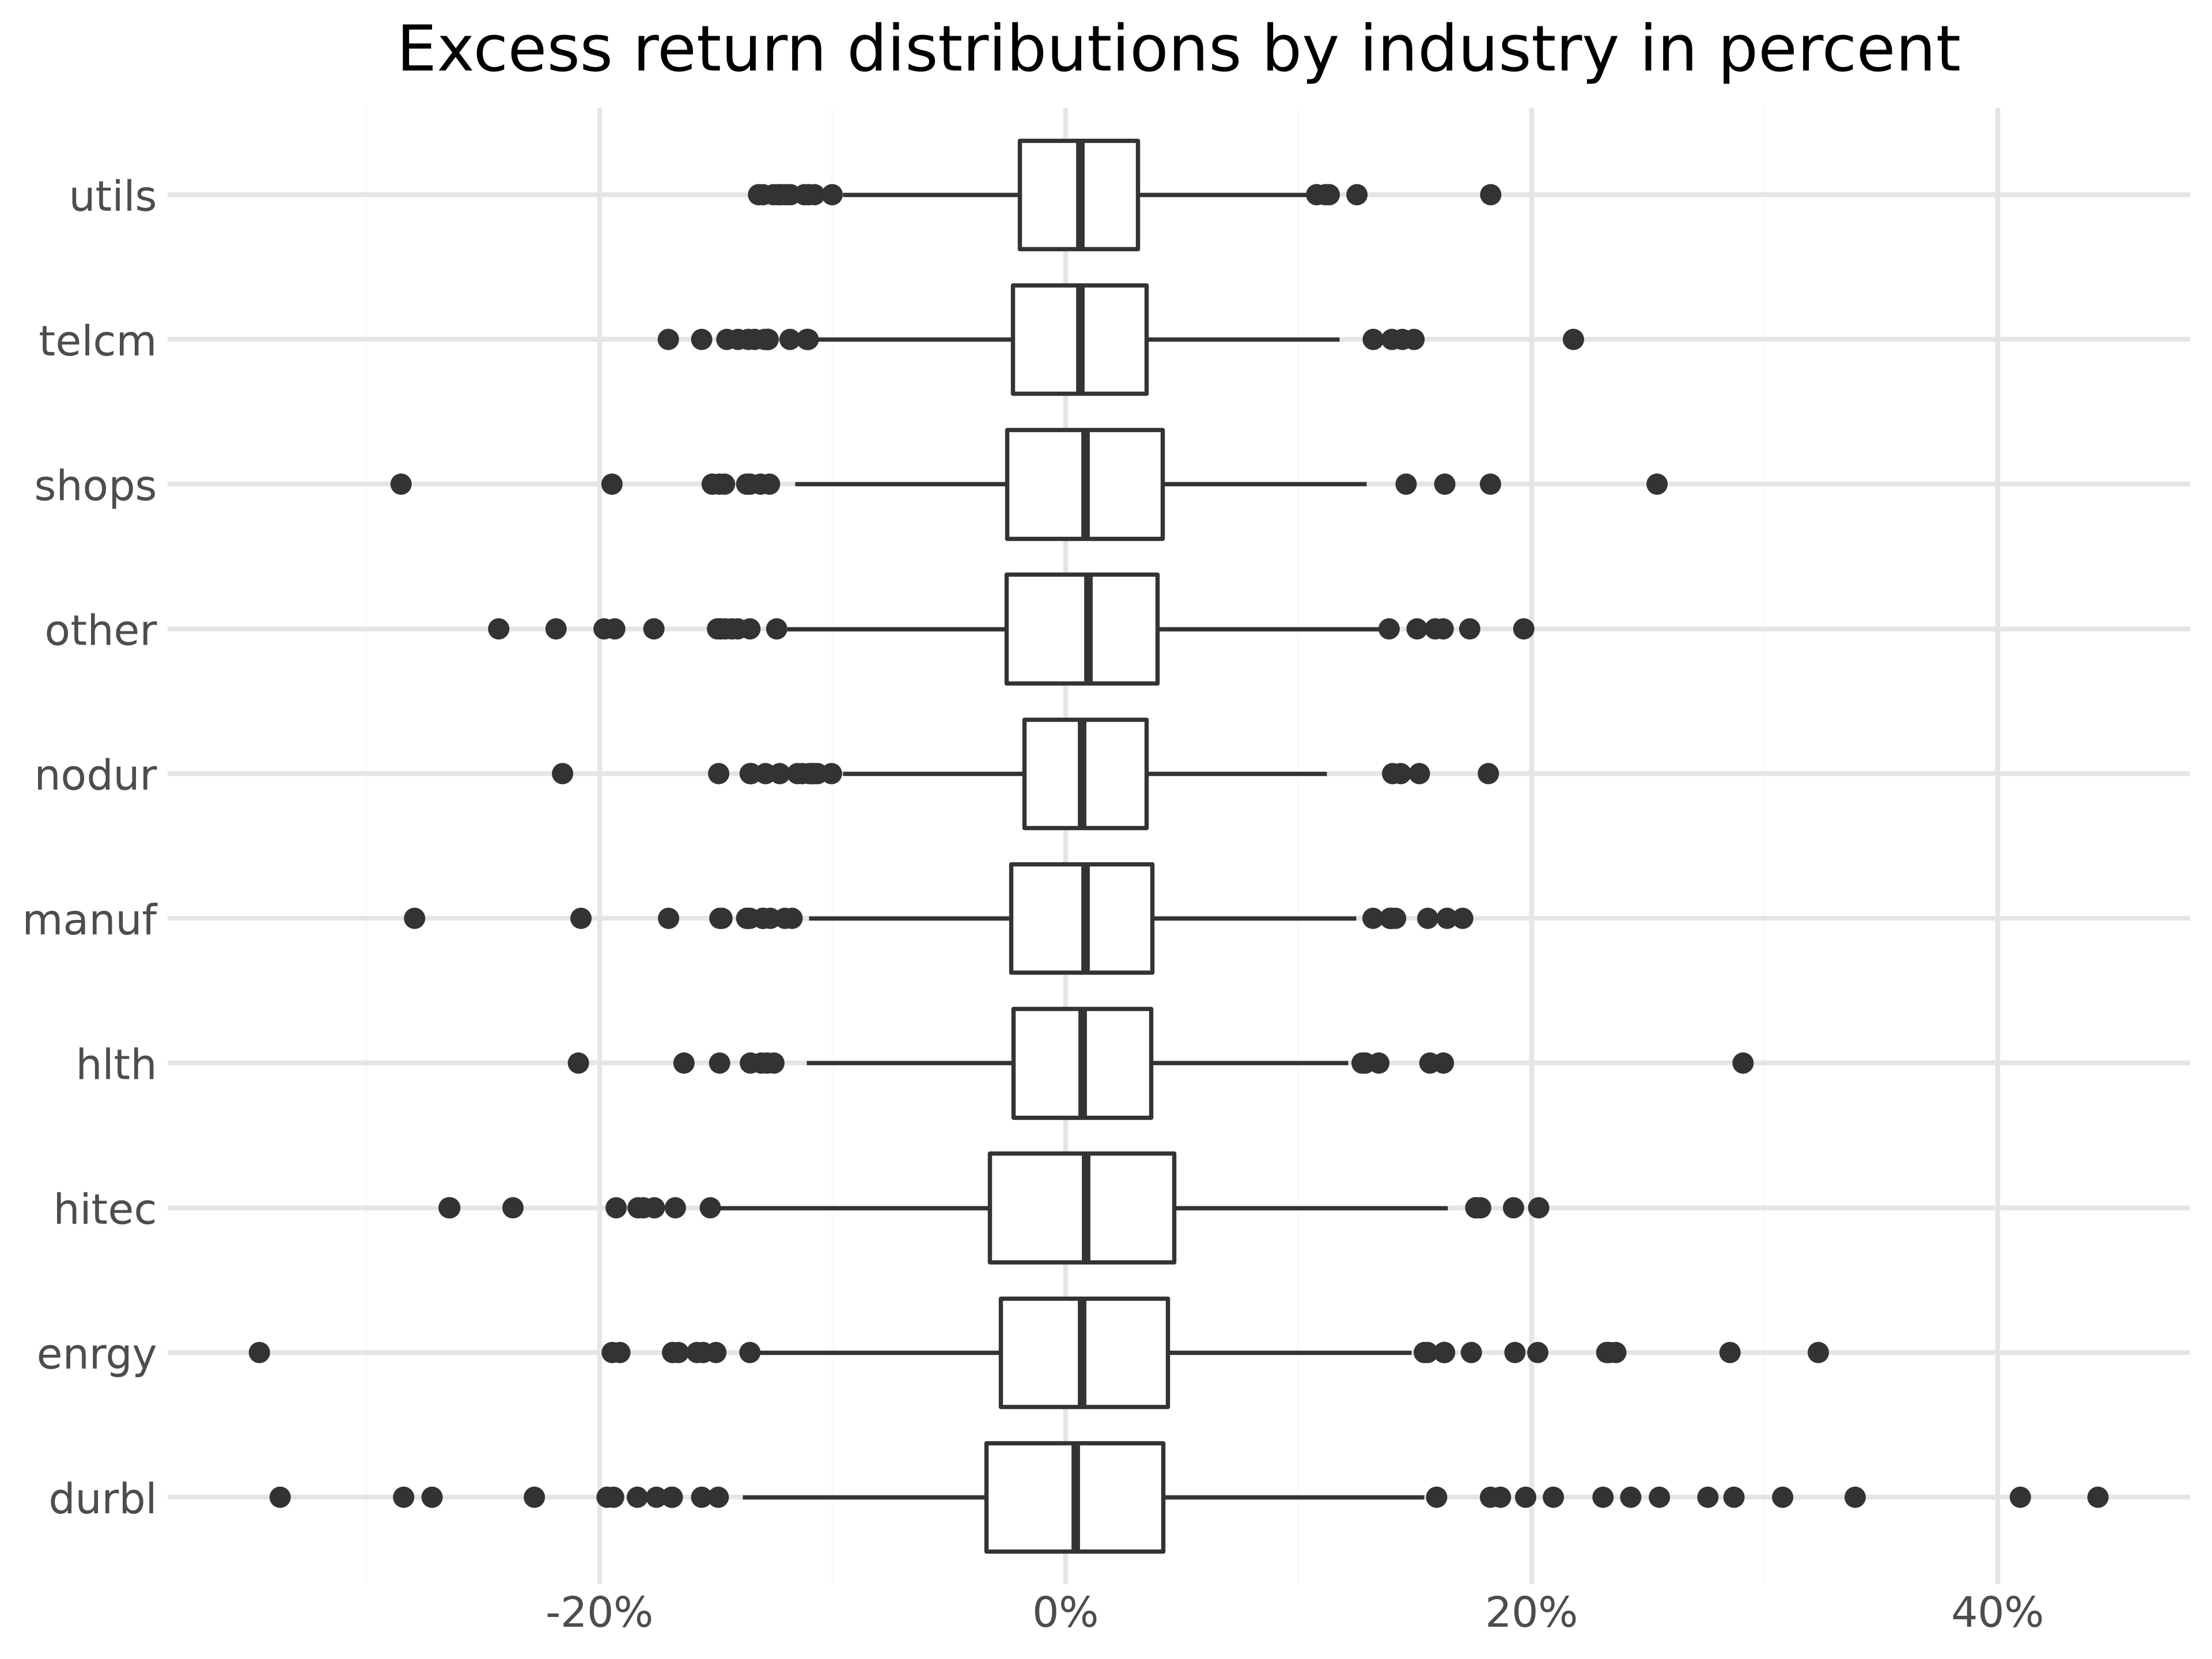 Excess return distributions by industry in percent
utils
telcm
shops
other
nodur
manuf
hlth
hitec
enrgy
durbl
-20% 0% 20% 40%